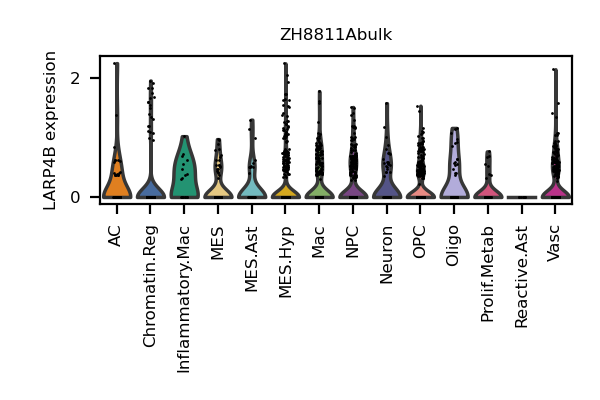 ZH8811Abulk
LARP4B expression
2
0
AC
Chromatin.Reg
Inflammatory.Mac
MES
MES.Ast
MES.Hyp
Mac
NPC
Neuron
OPC
Oligo
Prolif.Metab
Reactive.Ast
Vasc